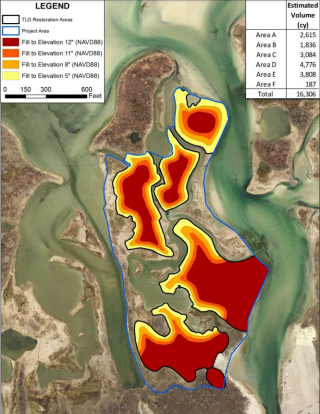 LEGEND
TLD Restoration Areas
Project Area
Fill to Elevation 12" (NAVD88)
Fill to Elevation 11" (NAVD88)
Fill to Elevation 8" (NAVD88)
Fill to Elevation 5" (NAVD88)
0 150 300 600
Feet
Estimated
Volume
(cy)
Area A 2,615
Area B 1,836
Area C 3,084
Area D 4,776
Area E 3,808
Area F 187
Total 16,306